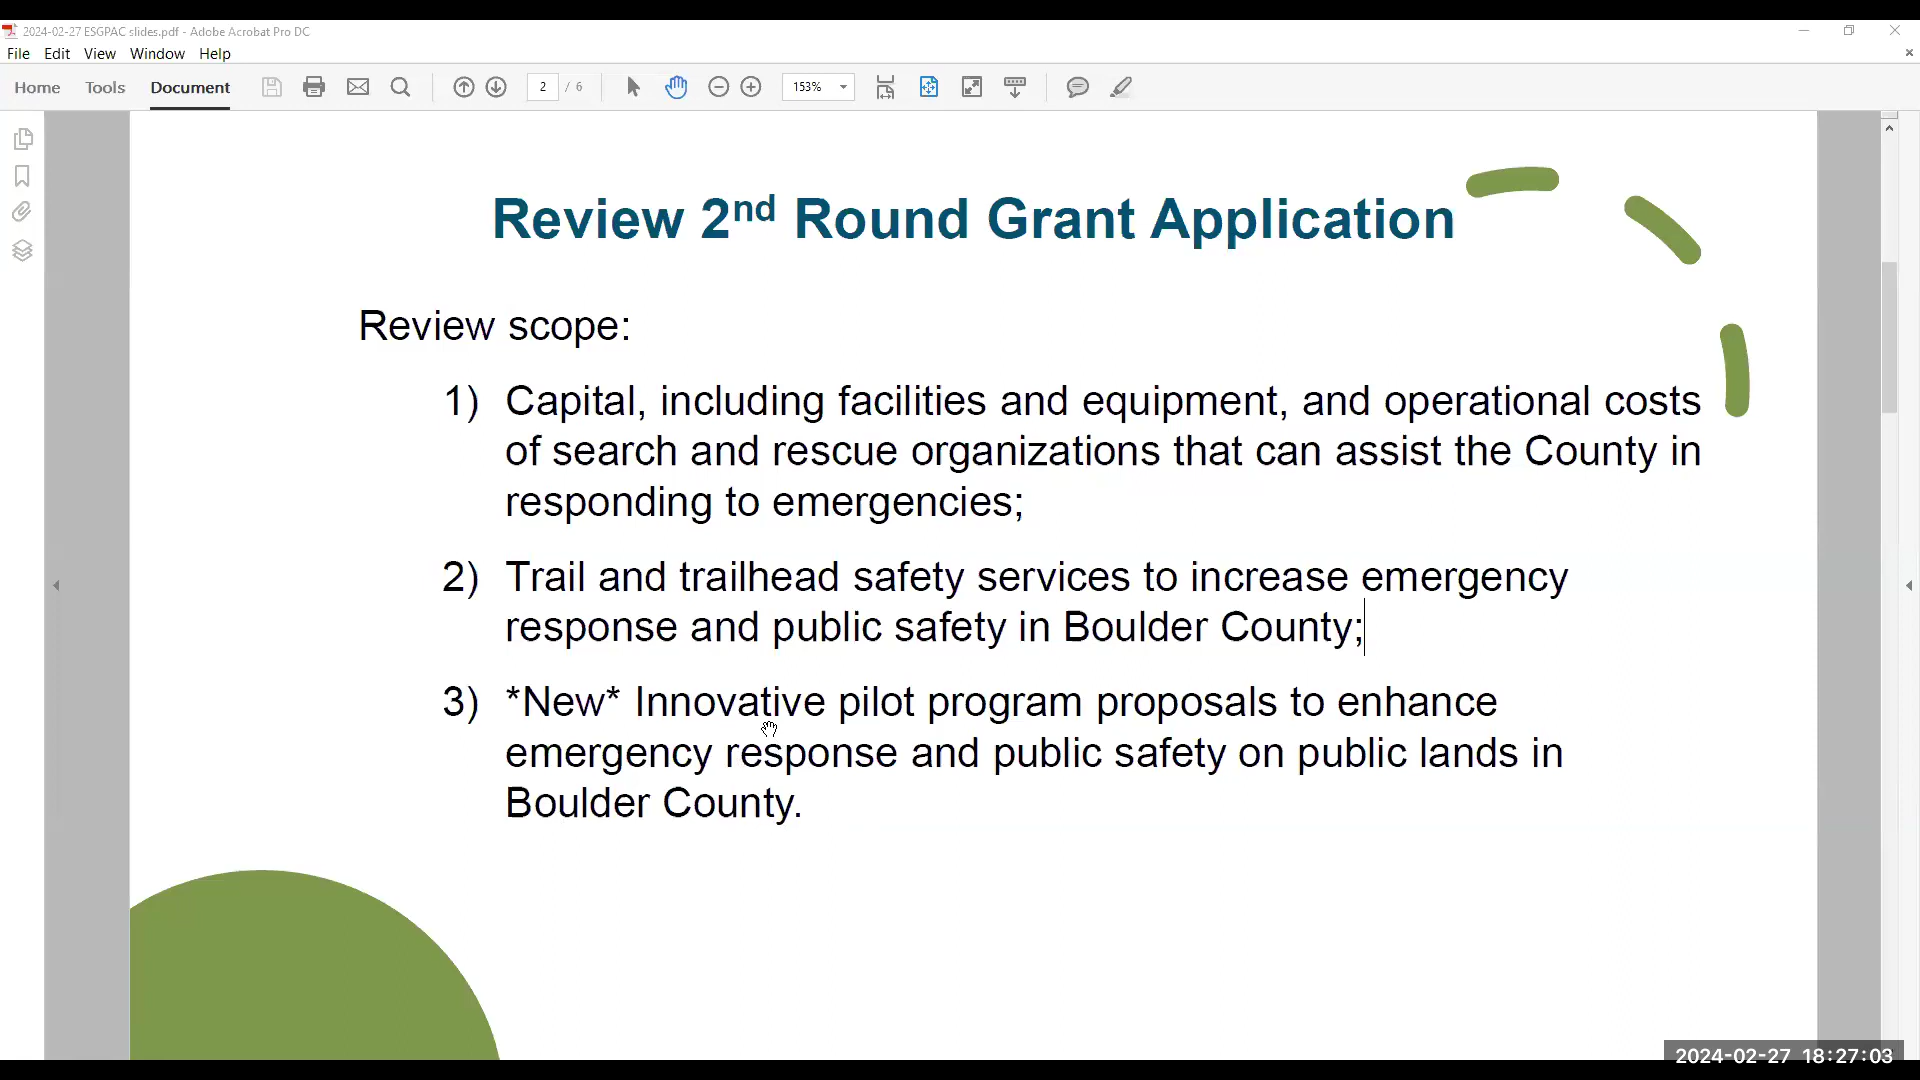 2024-02-27 ESGPAC slides.pdf - Adobe Acrobat Pro DC
File Edit View Window Help
Home Tools Document 2 / 6 153%
Review 2nd Round Grant Application
Review scope:
1) Capital, including facilities and equipment, and operational costs
of search and rescue organizations that can assist the County in
responding to emergencies;
2) Trail and trailhead safety services to increase emergency
response and public safety in Boulder County;
3) *New* Innovative pilot program proposals to enhance
emergency response and public safety on public lands in
Boulder County.
2024-02-27 18:27:03